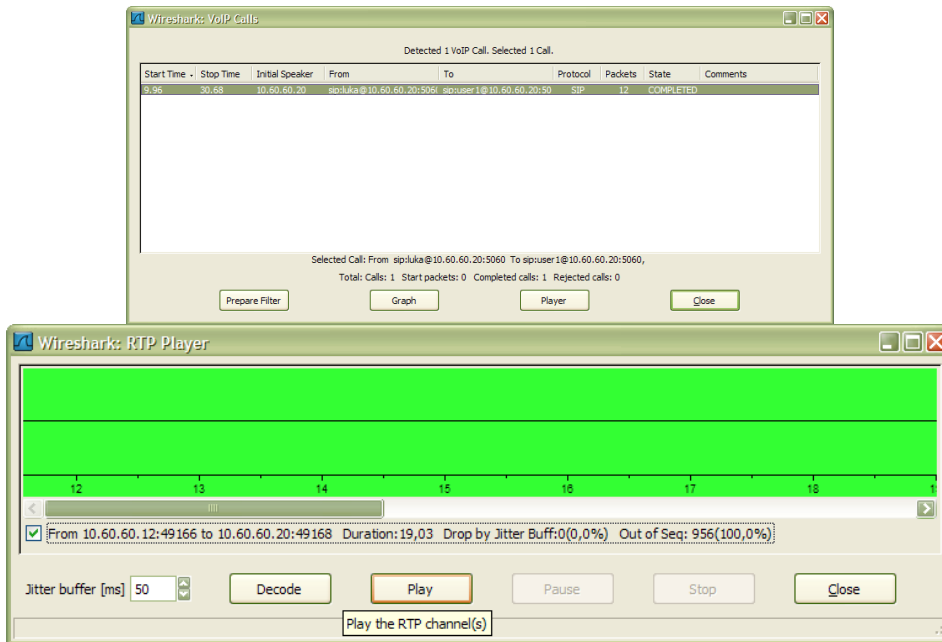 Wireshark: VoIP Calls
Detected 1 VoIP Call. Selected 1 Call.
Start Time Stop Time Initial Speaker From To Protocol Packets State Comments
9.96 30.68 10.60.60.20 sip:luka@10.60.60.20:506( sip:user1@10.60.60.20:50 SIP 12 COMPLETED
Selected Call: From sip:luka@10.60.60.20:5060 To sip:user1@10.60.60.20:5060,
Total: Calls: 1 Start packets: 0 Completed calls: 1 Rejected calls: 0
Prepare Filter Graph Player Close
Wireshark: RTP Player
12 13 14 15 16 17 18 1
From 10.60.60.12:49166 to 10.60.60.20:49168 Duration:19,03 Drop by Jitter Buff:0(0,0%) Out of Seq: 956(100,0%)
Jitter buffer [ms] 50 Decode Play Pause Stop Close
Play the RTP channel(s)